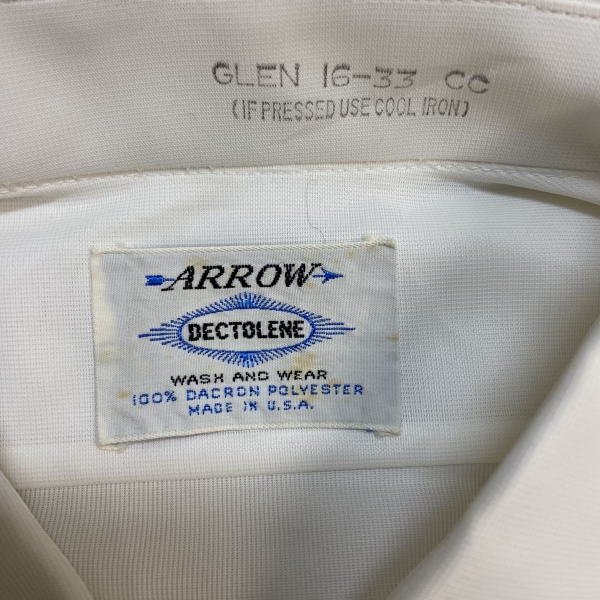 GLEN 16-33 CC
(IF PRESSED USE COOL IRON)
ARROW
DECTOLENE
WASH AND WEAR
100% DACRON POLYESTER
MADE IN U.S.A.